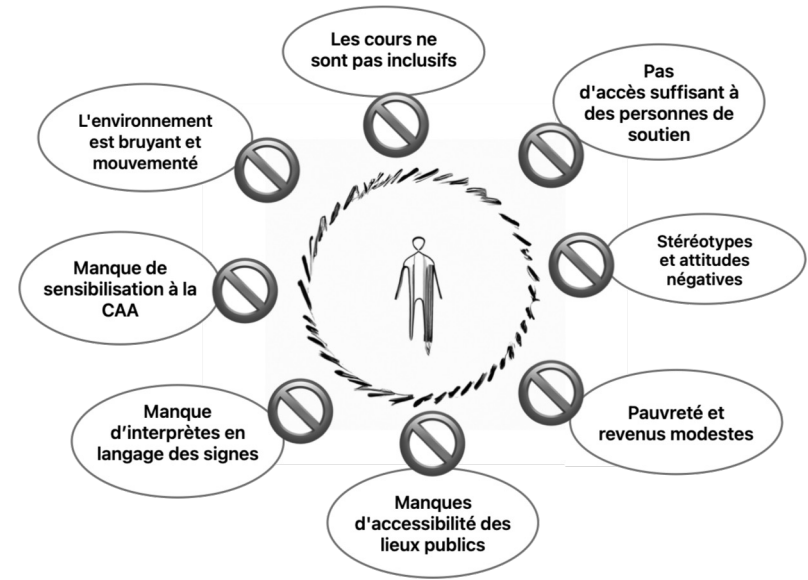 Les cours ne
sont pas inclusifs
Pas
d'accès suffisant à
des personnes de
soutien
L'environnement
est bruyant et
mouvementé
Stéréotypes
et attitudes
négatives
Manque de
sensibilisation à la
CAA
Pauvreté et
revenus modestes
Manque
d’interprètes en
langage des signes
Manques
d'accessibilité des
lieux publics